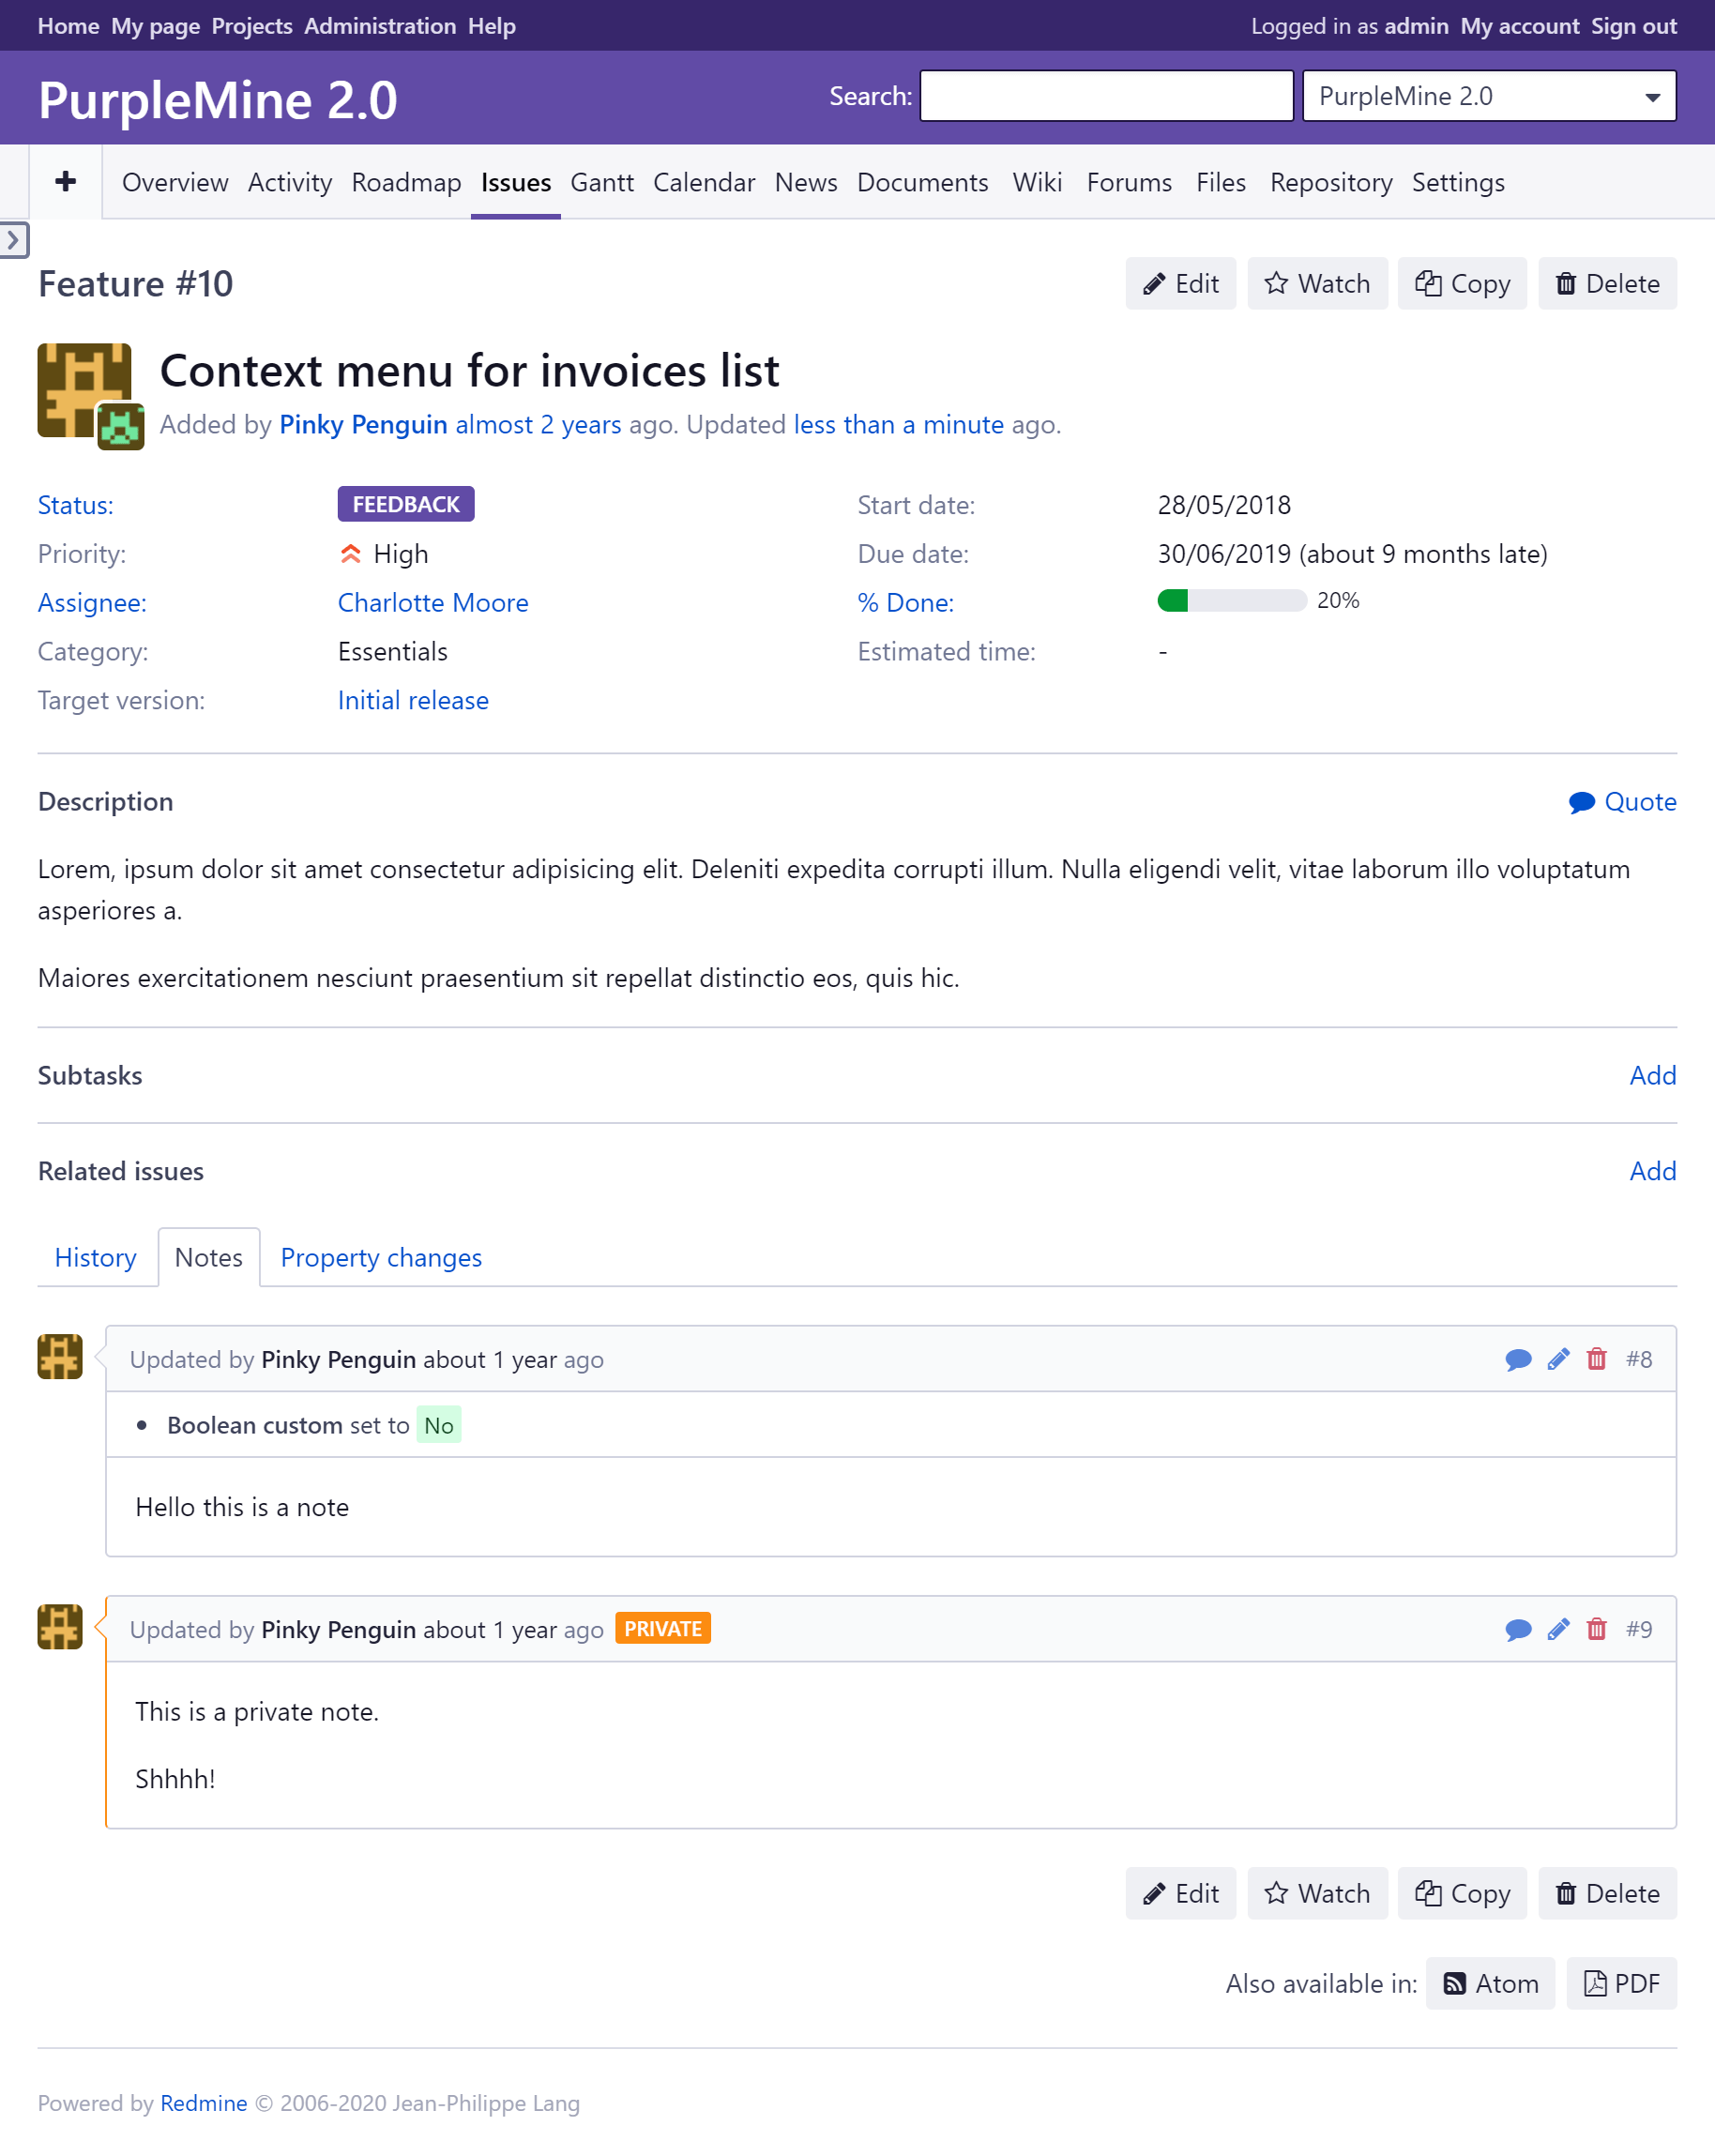 Home My page Projects Administration Help Logged in as admin My account Sign out
PurpleMine 2.0 Search: PurpleMine 2.0
Overview Activity Roadmap Issues Gantt Calendar News Documents Wiki Forums Files Repository Settings
Feature #10 Edit Watch Copy Delete
Context menu for invoices list
Added by Pinky Penguin almost 2 years ago. Updated less than a minute ago.
Status: FEEDBACK Start date: 28/05/2018
Priority: High Due date: 30/06/2019 (about 9 months late)
Assignee: Charlotte Moore % Done: 20%
Category: Essentials Estimated time: -
Target version: Initial release
Description Quote
Lorem, ipsum dolor sit amet consectetur adipisicing elit. Deleniti expedita corrupti illum. Nulla eligendi velit, vitae laborum illo voluptatum
asperiores a.
Maiores exercitationem nesciunt praesentium sit repellat distinctio eos, quis hic.
Subtasks Add
Related issues Add
History Notes Property changes
Updated by Pinky Penguin about 1 year ago #8
• Boolean custom set to No
Hello this is a note
Updated by Pinky Penguin about 1 year ago PRIVATE #9
This is a private note.
Shhhh!
Edit Watch Copy Delete
Also available in: Atom PDF
Powered by Redmine © 2006-2020 Jean-Philippe Lang